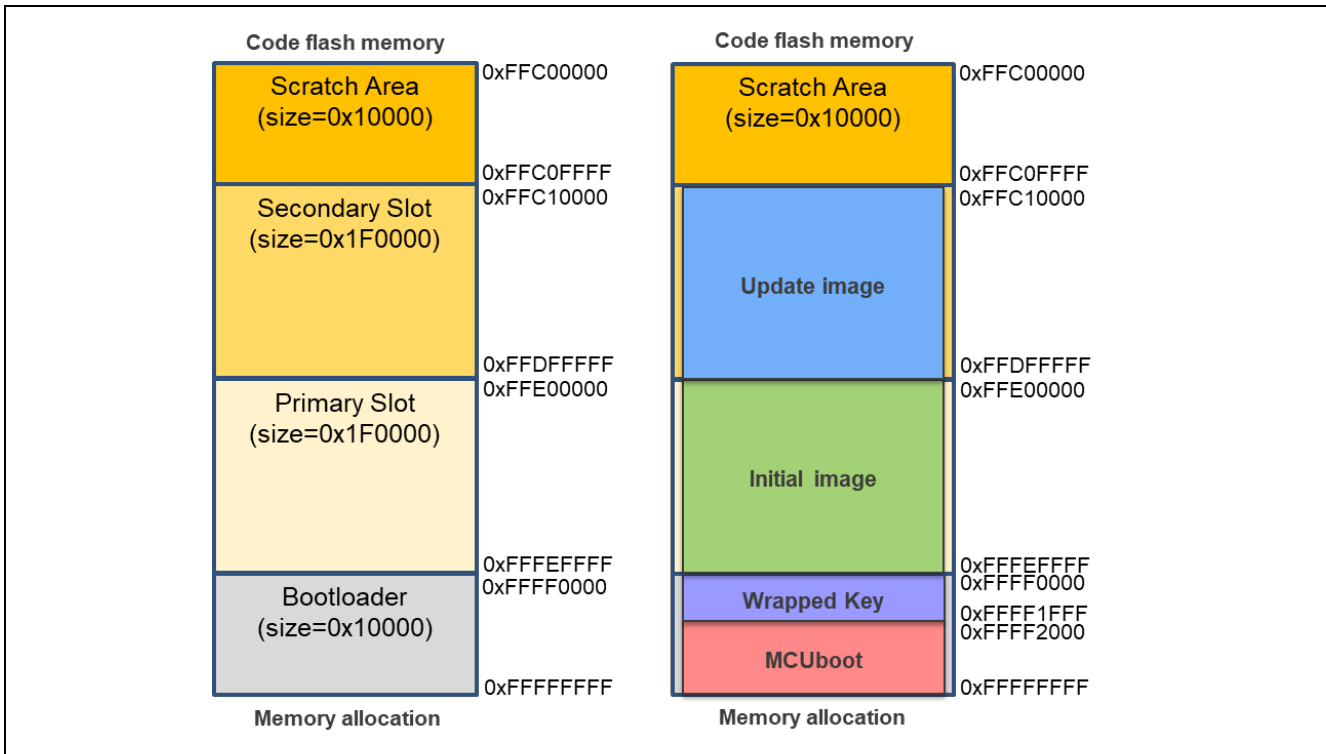 Code flash memory
0xFFC00000
Scratch Area
(size=0x10000)
0xFFC0FFFF
0xFFC10000
Secondary Slot
(size=0x1F0000)
0xFFDFFFFF
0xFFE00000
Primary Slot
(size=0x1F0000)
0xFFFEFFFF
0xFFFF0000
Bootloader
(size=0x10000)
0xFFFFFFFF
Memory allocation
Code flash memory
0xFFC00000
Scratch Area
(size=0x10000)
0xFFC0FFFF
0xFFC10000
Update image
0xFFDFFFFF
0xFFE00000
Initial image
0xFFFEFFFF
0xFFFF0000
Wrapped Key
0xFFFF1FFF
0xFFFF2000
MCUboot
0xFFFFFFFF
Memory allocation